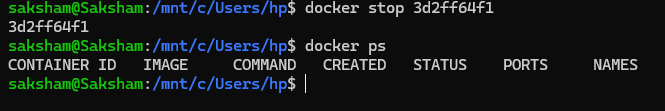 saksham@Saksham:/mnt/c/Users/hp$ docker stop 3d2ff64f1
3d2ff64f1
saksham@Saksham:/mnt/c/Users/hp$ docker ps
CONTAINER ID   IMAGE     COMMAND   CREATED   STATUS    PORTS     NAMES
saksham@Saksham:/mnt/c/Users/hp$